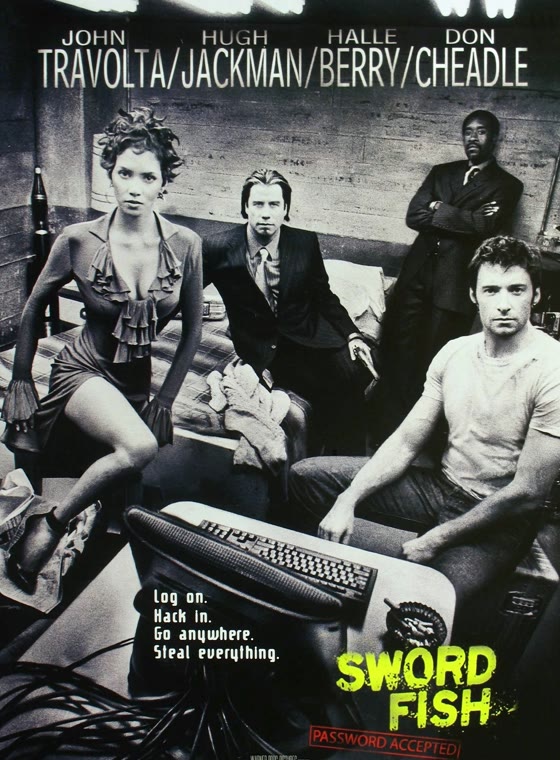 JOHN HUGH HALLE DON
TRAVOLTA/JACKMAN/BERRY/CHEADLE
Log on.
Hack in.
Go anywhere.
Steal everything.
SWORD
FISH
PASSWORD ACCEPTED